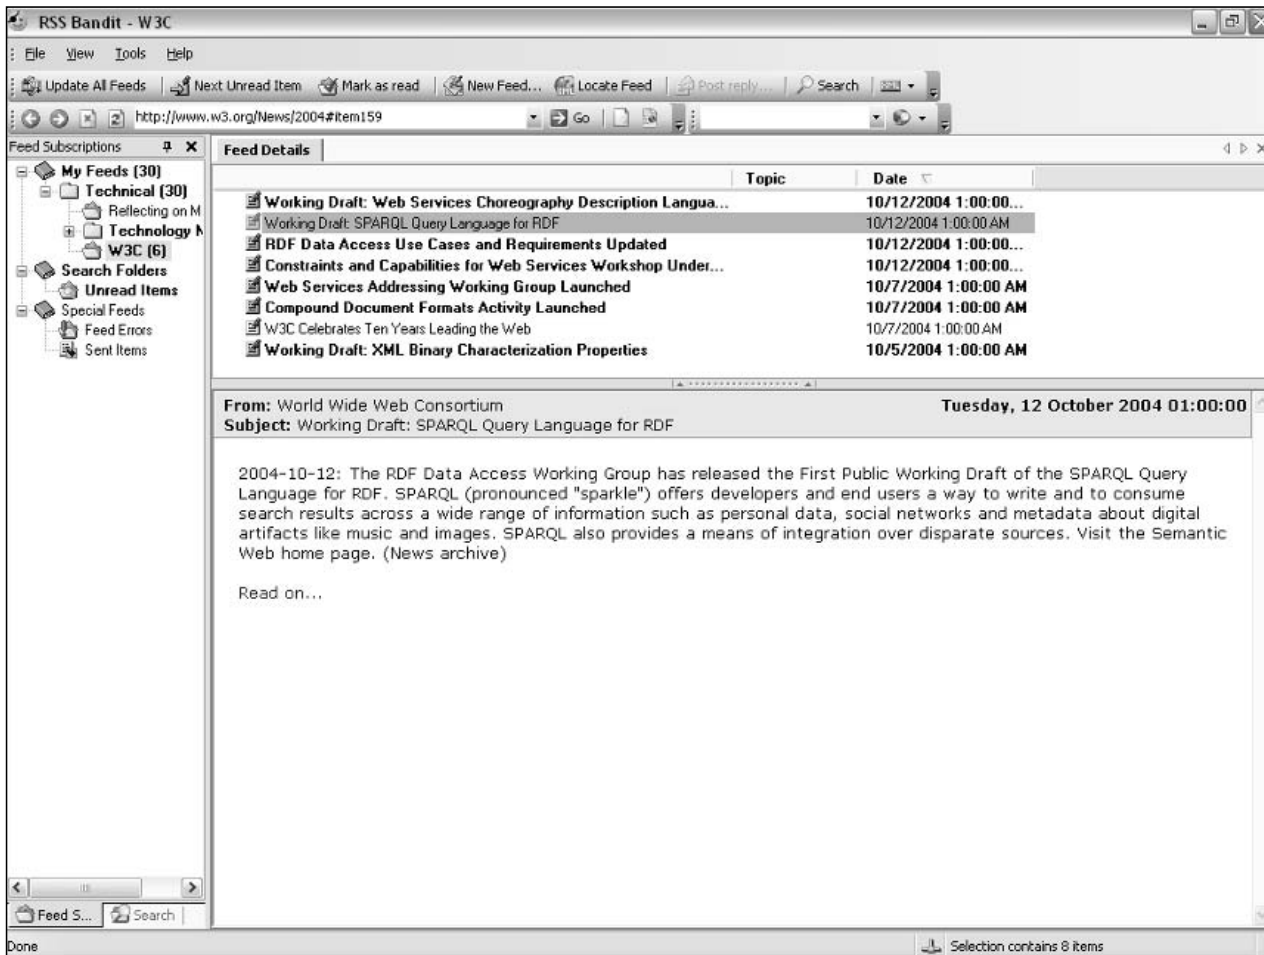 RSS Bandit - W3C
File View Tools Help
Update All Feeds Next Unread Item Mark as read New Feed... Locate Feed Post reply... Search
http://www.w3.org/News/2004#item159 Go
Feed Subscriptions
My Feeds (30)
Technical (30)
Reflecting on M
Technology N
W3C (6)
Search Folders
Unread Items
Special Feeds
Feed Errors
Sent Items
Feed Details
Topic Date
Working Draft: Web Services Choreography Description Langua... 10/12/2004 1:00:00...
Working Draft: SPARQL Query Language for RDF 10/12/2004 1:00:00 AM
RDF Data Access Use Cases and Requirements Updated 10/12/2004 1:00:00...
Constraints and Capabilities for Web Services Workshop Under... 10/12/2004 1:00:00...
Web Services Addressing Working Group Launched 10/7/2004 1:00:00 AM
Compound Document Formats Activity Launched 10/7/2004 1:00:00 AM
W3C Celebrates Ten Years Leading the Web 10/7/2004 1:00:00 AM
Working Draft: XML Binary Characterization Properties 10/5/2004 1:00:00 AM
From: World Wide Web Consortium Tuesday, 12 October 2004 01:00:00
Subject: Working Draft: SPARQL Query Language for RDF
2004-10-12: The RDF Data Access Working Group has released the First Public Working Draft of the SPARQL Query
Language for RDF. SPARQL (pronounced "sparkle") offers developers and end users a way to write and to consume
search results across a wide range of information such as personal data, social networks and metadata about digital
artifacts like music and images. SPARQL also provides a means of integration over disparate sources. Visit the Semantic
Web home page. (News archive)
Read on...
Feed S... Search
Done Selection contains 8 items